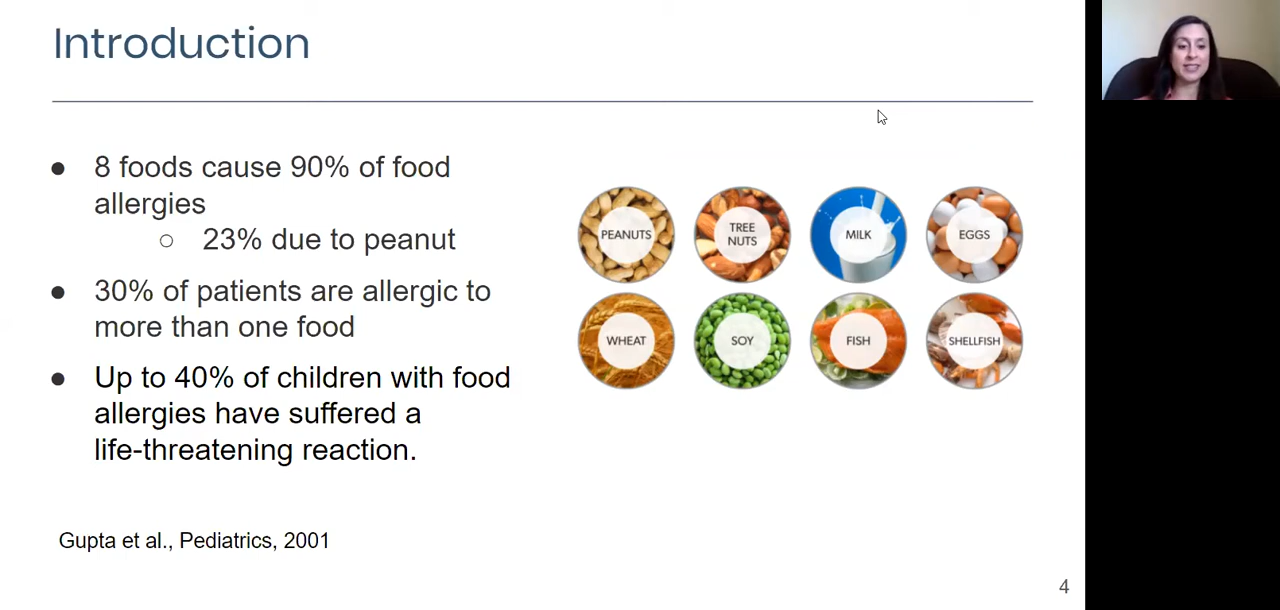 Introduction
● 8 foods cause 90% of food
allergies
○ 23% due to peanut
● 30% of patients are allergic to
more than one food
● Up to 40% of children with food
allergies have suffered a
life-threatening reaction.
PEANUTS
TREE
NUTS
MILK
EGGS
WHEAT
SOY
FISH
SHELLFISH
Gupta et al., Pediatrics, 2001
4